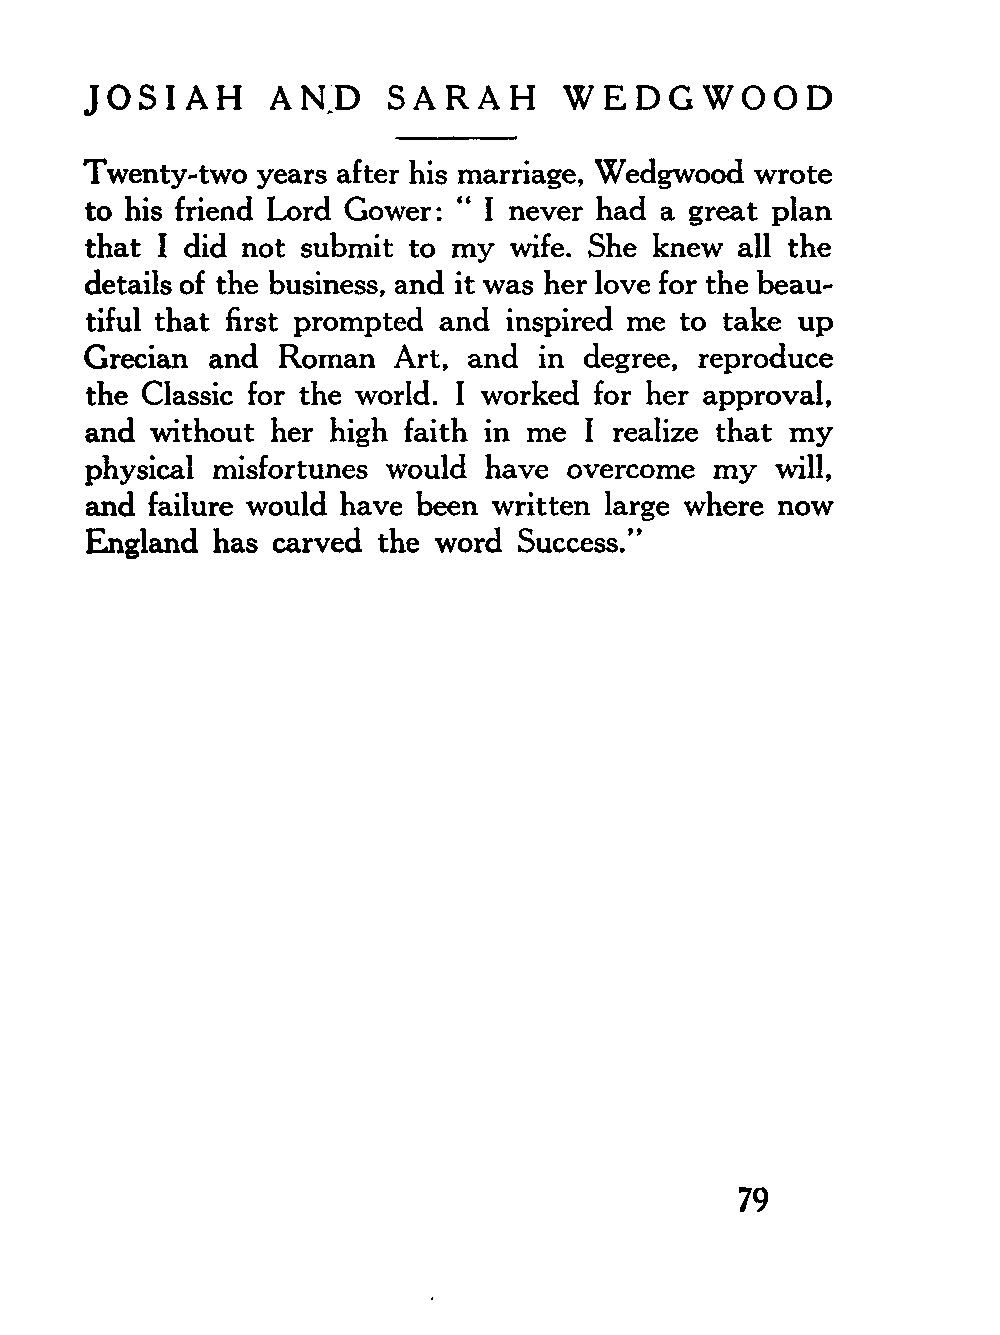 JOSIAH AND SARAH WEDGWOOD
Twenty-two years after his marriage, Wedgwood wrote
to his friend Lord Gower: “ I never had a great plan
that I did not submit to my wife. She knew all the
details of the business, and it was her love for the beau-
tiful that first prompted and inspired me to take up
Grecian and Roman Art, and in degree, reproduce
the Classic for the world. I worked for her approval,
and without her high faith in me I realize that my
physical misfortunes would have overcome my will,
and failure would have been written large where now
England has carved the word Success.”
79